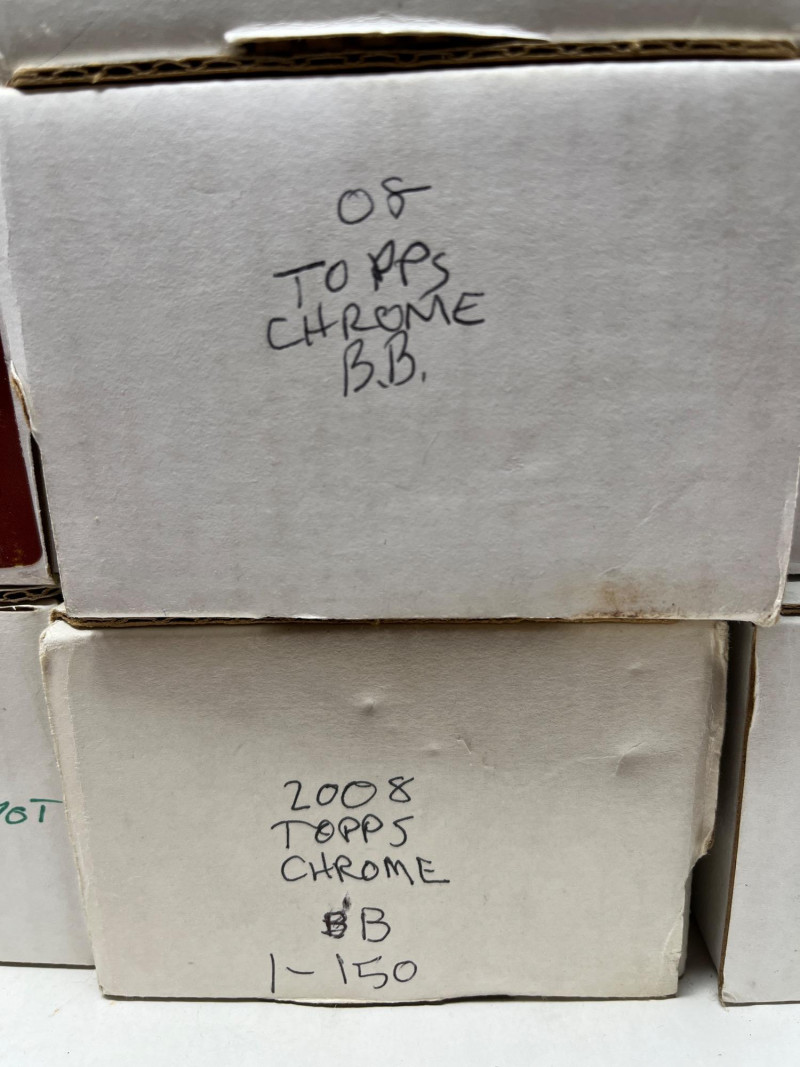 08
TOPPS
CHROME
B.B.
2008
TOPPS
CHROME
BB
1-150